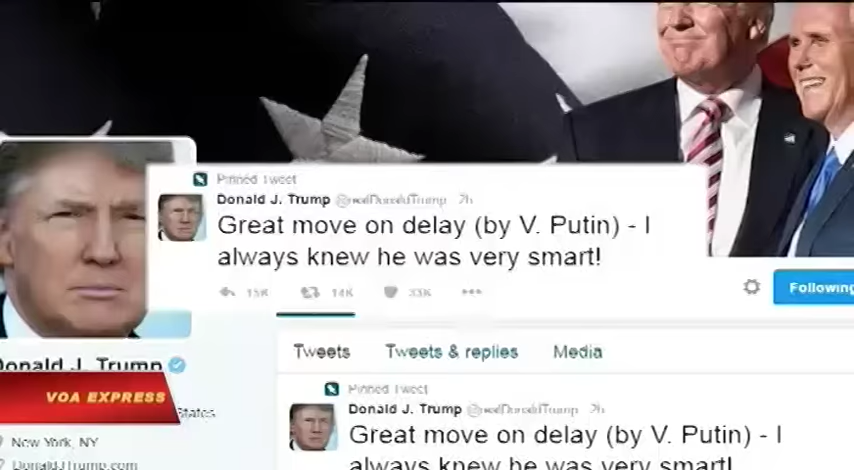 Pinned Tweet
Donald J. Trump @realDonaldTrump · 2h
Great move on delay (by V. Putin) - I
always knew he was very smart!
15K 14K 33K
Following
Tweets Tweets & replies Media
Donald J. Trump
VOA EXPRESS
States
New York, NY
DonaldJTrump.com
Pinned Tweet
Donald J. Trump @realDonaldTrump · 2h
Great move on delay (by V. Putin) - I
always knew he was very smart!